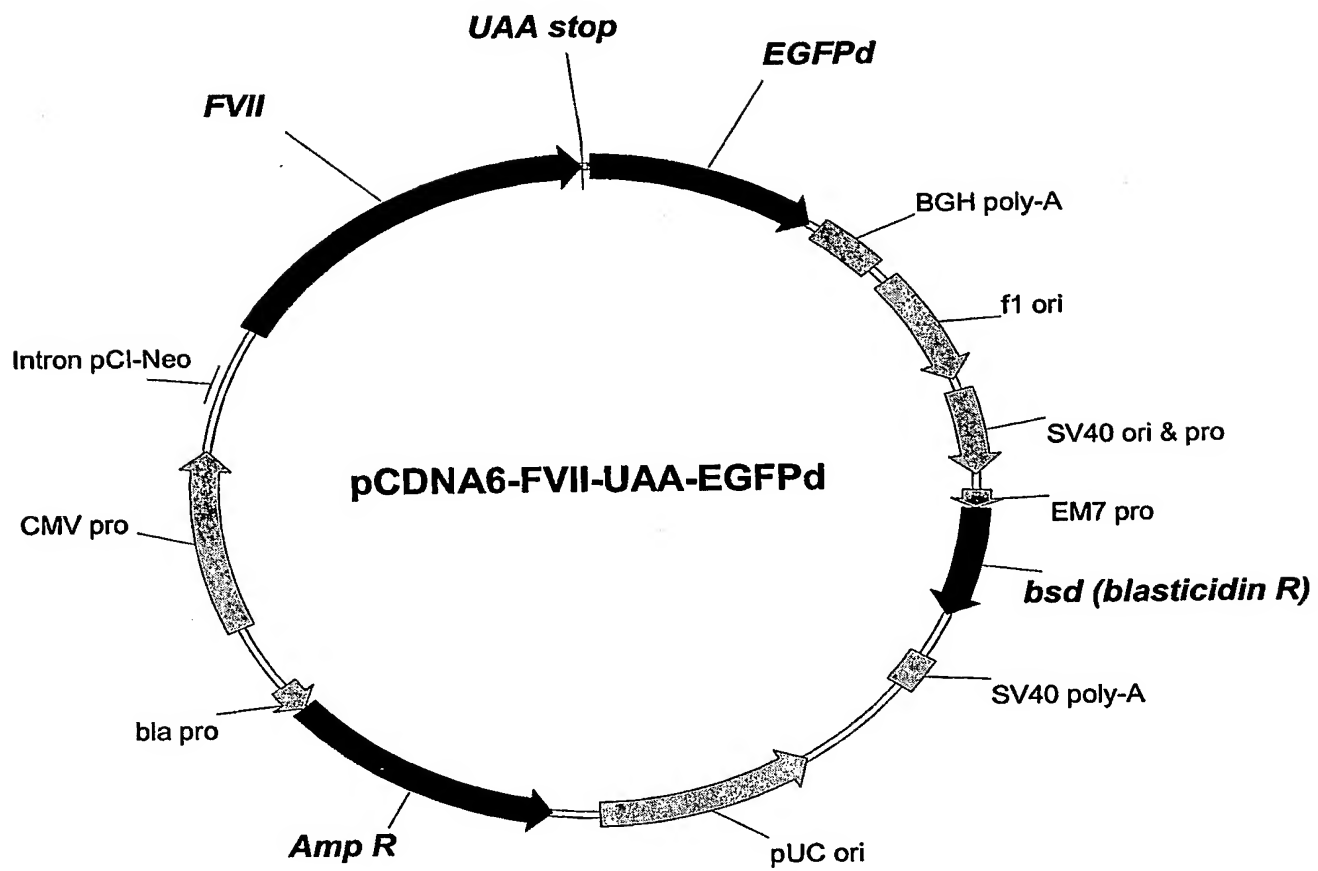 UAA stop
EGFPd
FVII
BGH poly-A
f1 ori
Intron pCI-Neo
SV40 ori & pro
pCDNA6-FVII-UAA-EGFPd
EM7 pro
CMV pro
bsd (blasticidin R)
SV40 poly-A
bla pro
Amp R
pUC ori